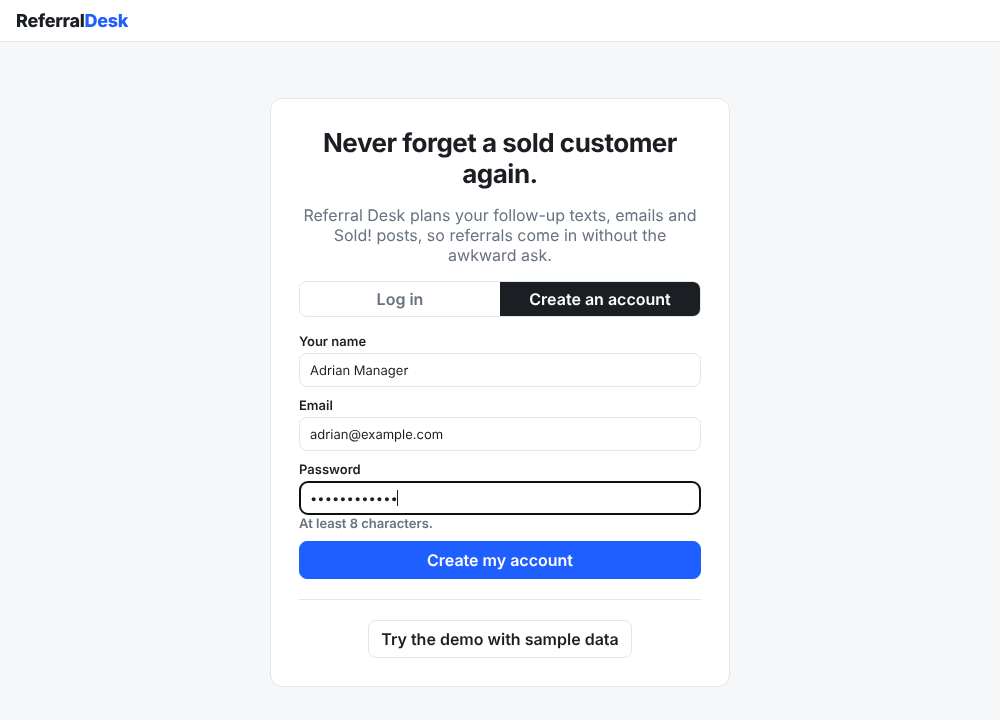 ReferralDesk
Never forget a sold customer
again.
Referral Desk plans your follow-up texts, emails and
Sold! posts, so referrals come in without the
awkward ask.
Log in
Create an account
Your name
Adrian Manager
Email
adrian@example.com
Password
••••••••••••
At least 8 characters.
Create my account
Try the demo with sample data